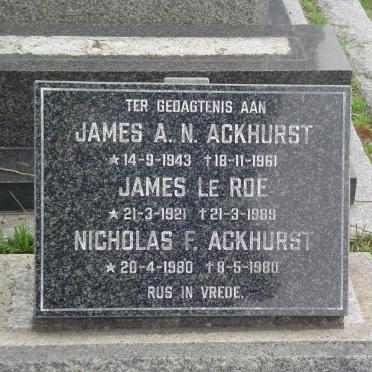 TER GEDAGTENIS AAN
JAMES A. N. ACKHURST
★14-9-1943 †18-11-1961
JAMES LE ROE
★21-3-1921 †21-3-1989
NICHOLAS F. ACKHURST
★20-4-1980 †8-5-1980
RUS IN VREDE.